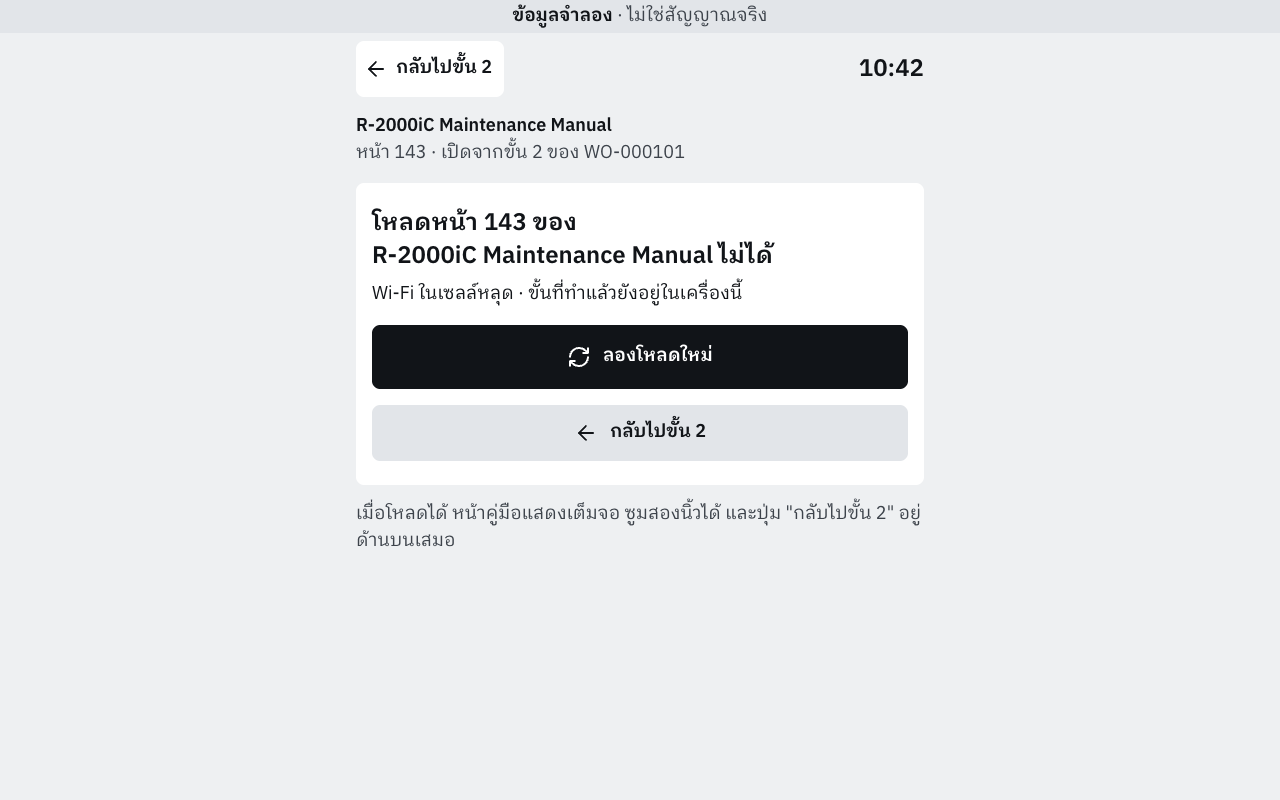 ข้อมูลจำลอง · ไม่ใช่สัญญาณจริง
กลับไปขั้น 2
10:42
R-2000iC Maintenance Manual
หน้า 143 · เปิดจากขั้น 2 ของ WO-000101
โหลดหน้า 143 ของ
R-2000iC Maintenance Manual ไม่ได้
Wi-Fi ในเซลล์หลุด · ขั้นที่ทำแล้วยังอยู่ในเครื่องนี้
ลองโหลดใหม่
กลับไปขั้น 2
เมื่อโหลดได้ หน้าคู่มือแสดงเต็มจอ ซูมสองนิ้วได้ และปุ่ม "กลับไปขั้น 2" อยู่
ด้านบนเสมอ